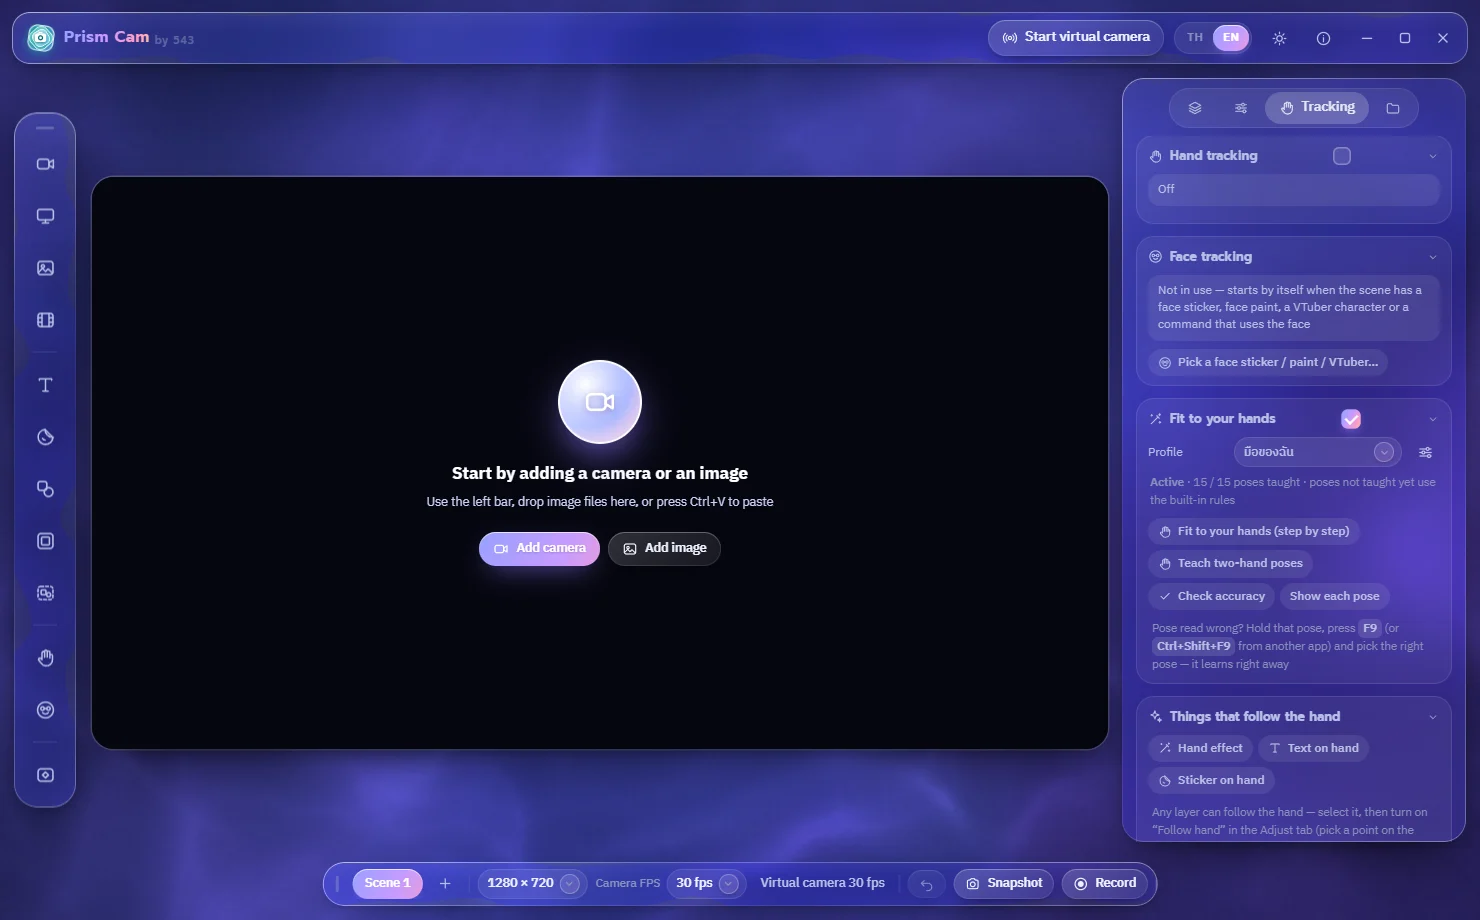 Prism Cam by 543
Start virtual camera
TH EN
Tracking
Hand tracking
Off
Face tracking
Not in use — starts by itself when the scene has a
face sticker, face paint, a VTuber character or a
command that uses the face
Pick a face sticker / paint / VTuber...
Fit to your hands
Profile มือของฉัน
Active · 15 / 15 poses taught · poses not taught yet use
the built-in rules
Fit to your hands (step by step)
Teach two-hand poses
Check accuracy Show each pose
Pose read wrong? Hold that pose, press F9 (or
Ctrl+Shift+F9 from another app) and pick the right
pose — it learns right away
Things that follow the hand
Hand effect Text on hand
Sticker on hand
Any layer can follow the hand — select it, then turn on
“Follow hand” in the Adjust tab (pick a point on the
Start by adding a camera or an image
Use the left bar, drop image files here, or press Ctrl+V to paste
Add camera Add image
Scene 1 + 1280 × 720 Camera FPS 30 fps Virtual camera 30 fps Snapshot Record